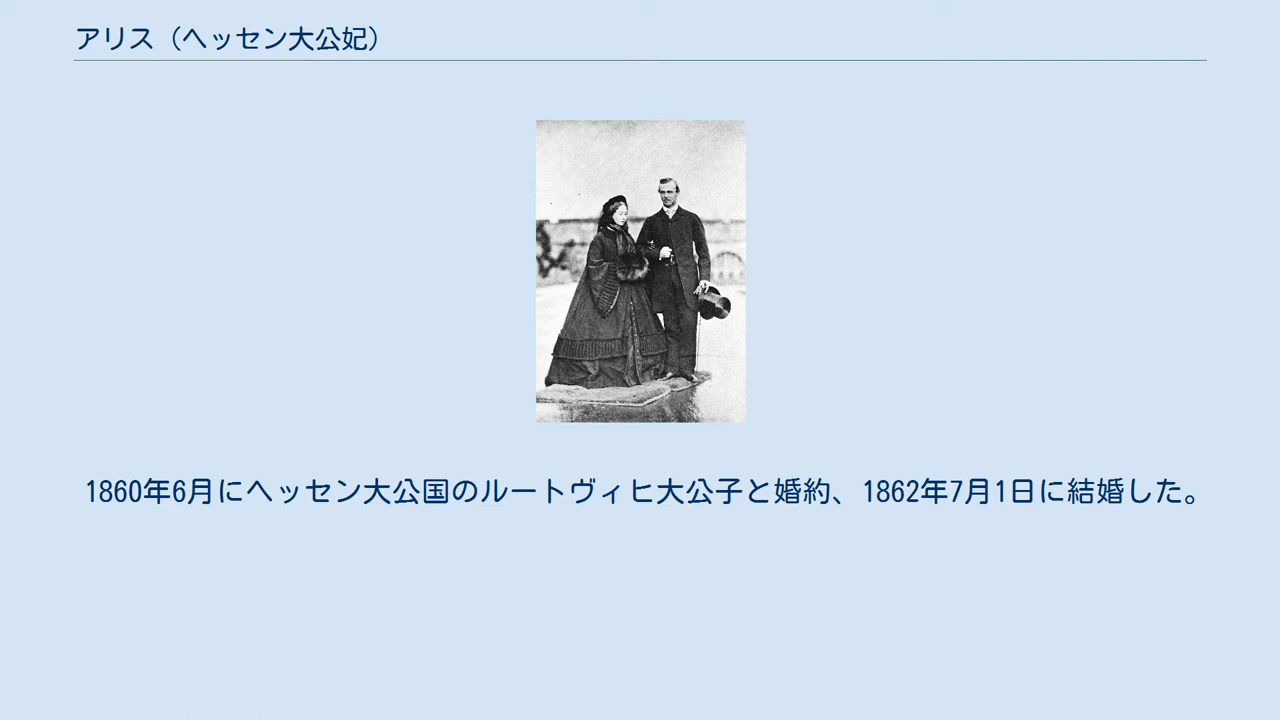 アリス（ヘッセン大公妃）
1860年6月にヘッセン大公国のルートヴィヒ大公子と婚約、1862年7月1日に結婚した。